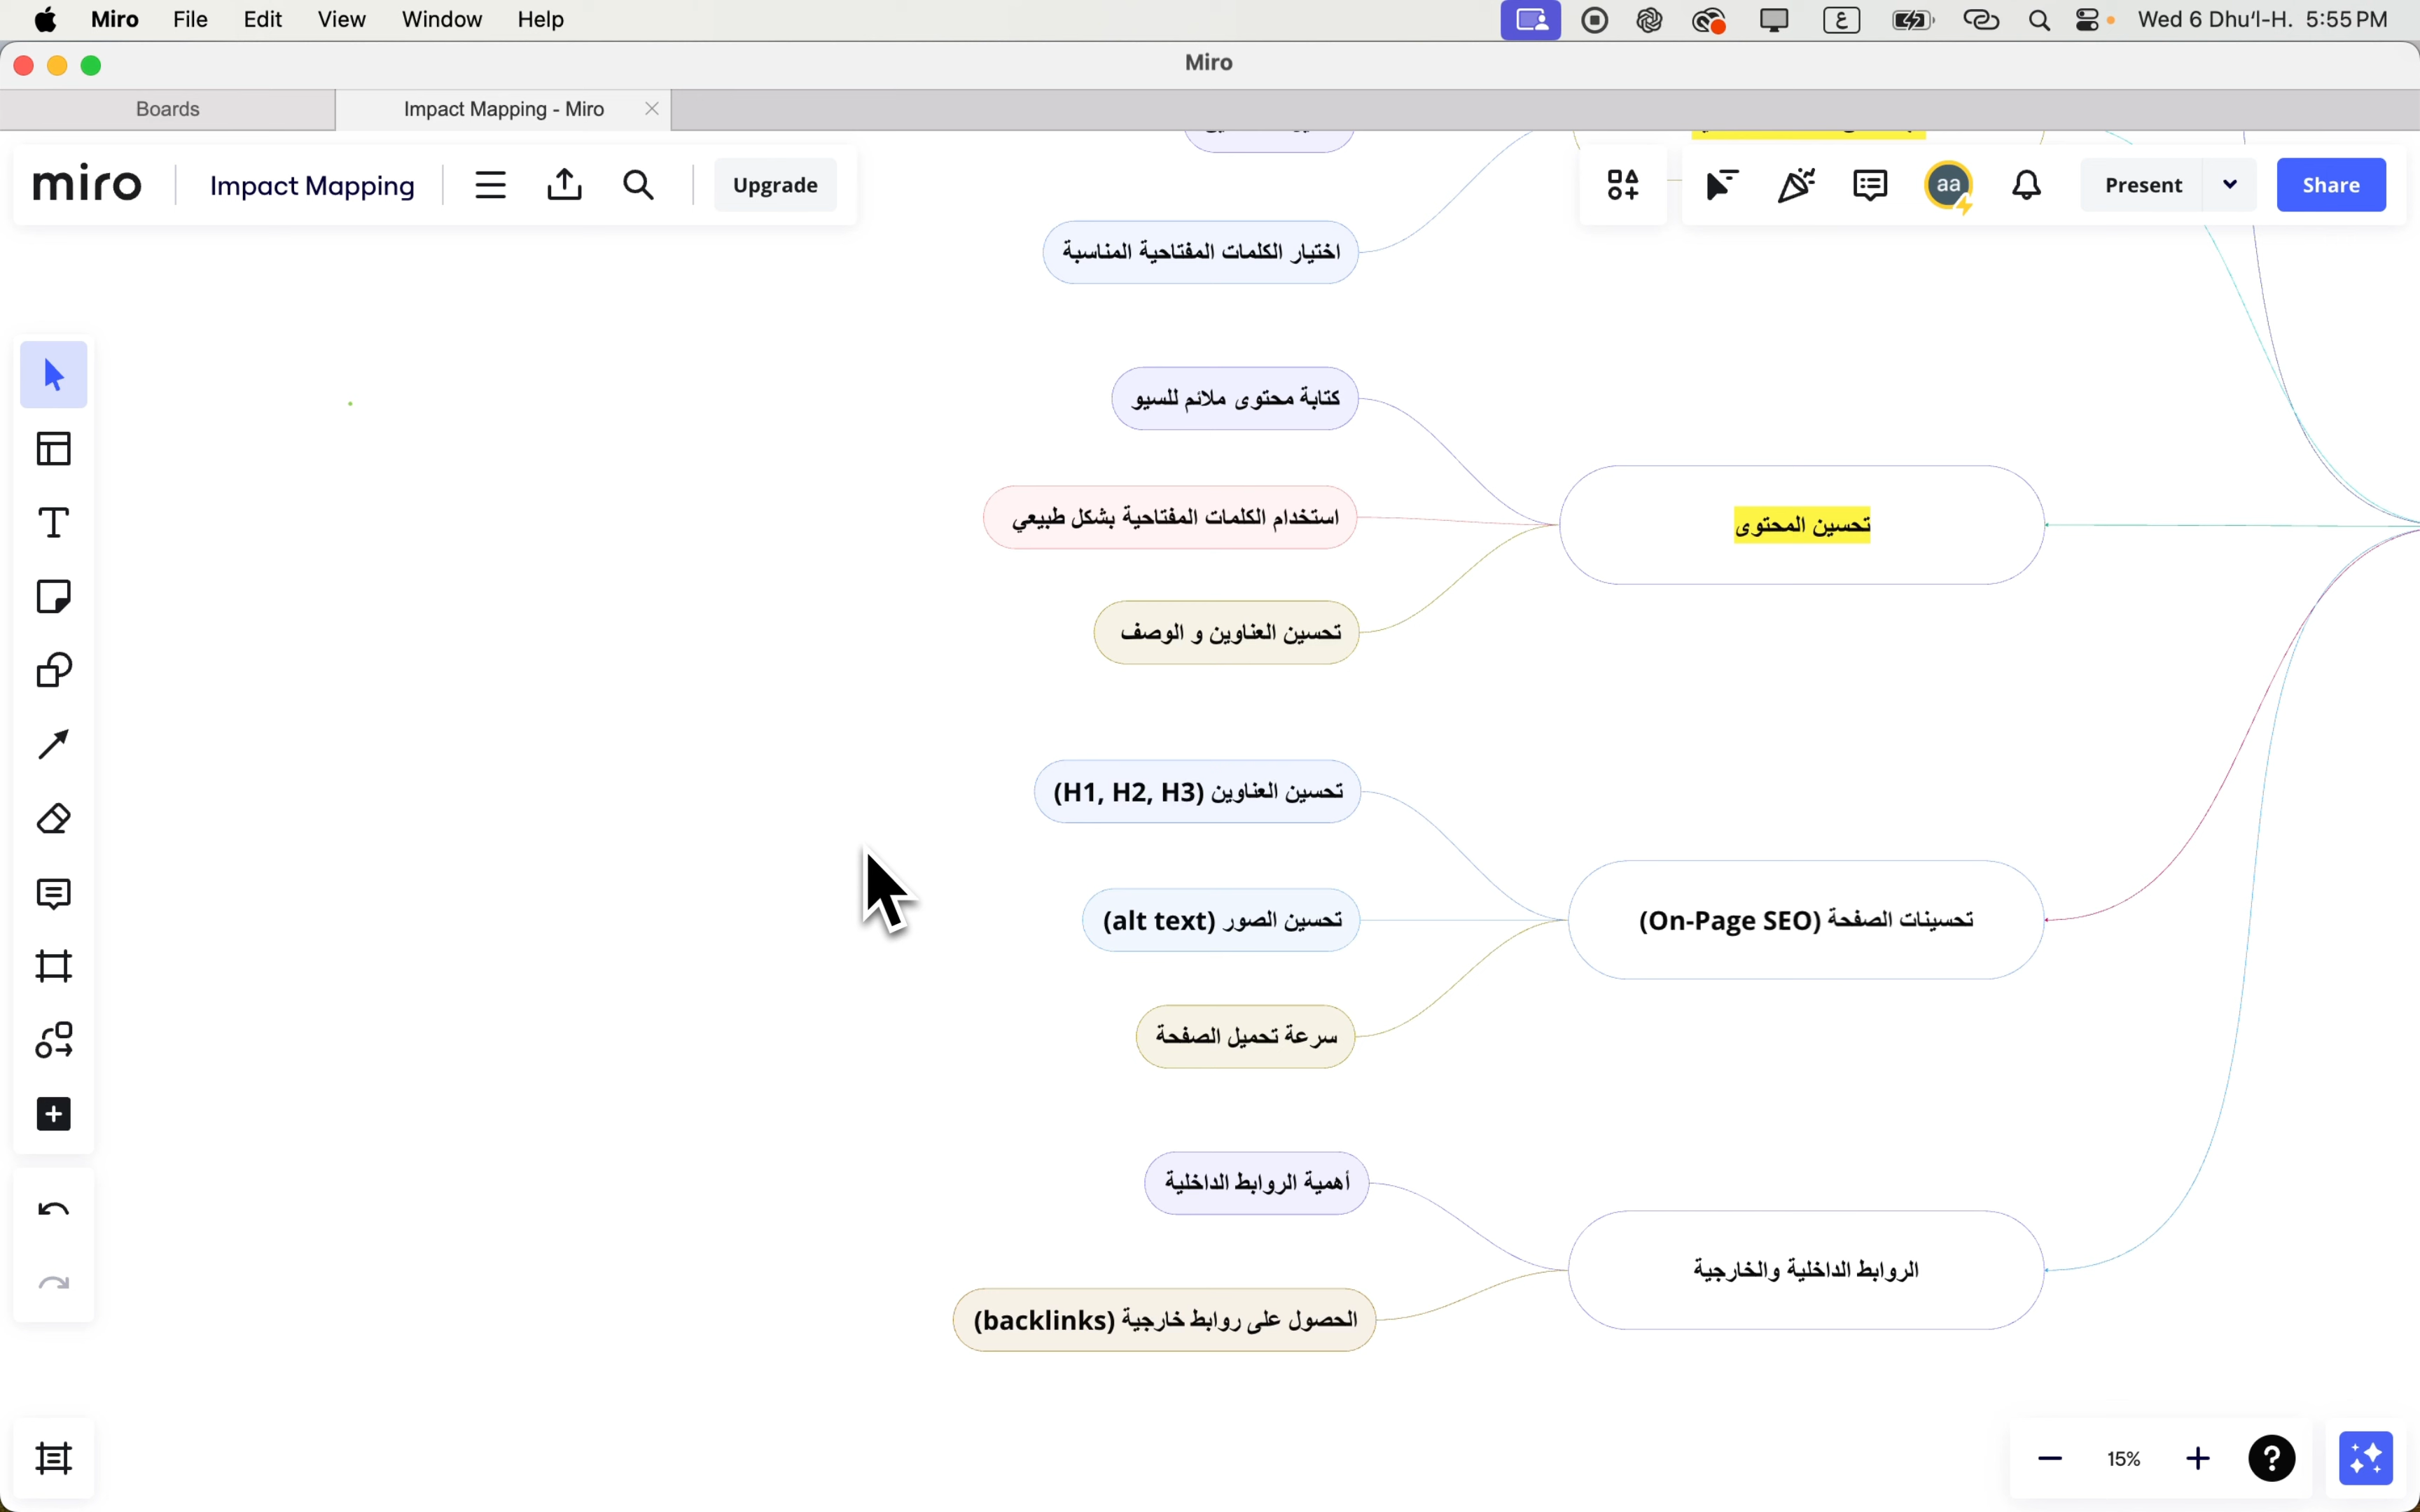 Miro File Edit View Window Help
Wed 6 Dhuʻl-H. 5:55 PM
Miro
Boards
Impact Mapping - Miro
miro
Impact Mapping
Upgrade
aa
Present
Share
اختيار الكلمات المفتاحية المناسبة
كتابة محتوى ملائم للسيو
استخدام الكلمات المفتاحية بشكل طبيعي
تحسين المحتوى
تحسين العناوين و الوصف
تحسين العناوين (H1, H2, H3)
تحسين الصور (alt text)
تحسينات الصفحة (On-Page SEO)
سرعة تحميل الصفحة
أهمية الروابط الداخلية
الروابط الداخلية والخارجية
الحصول على روابط خارجية (backlinks)
15%